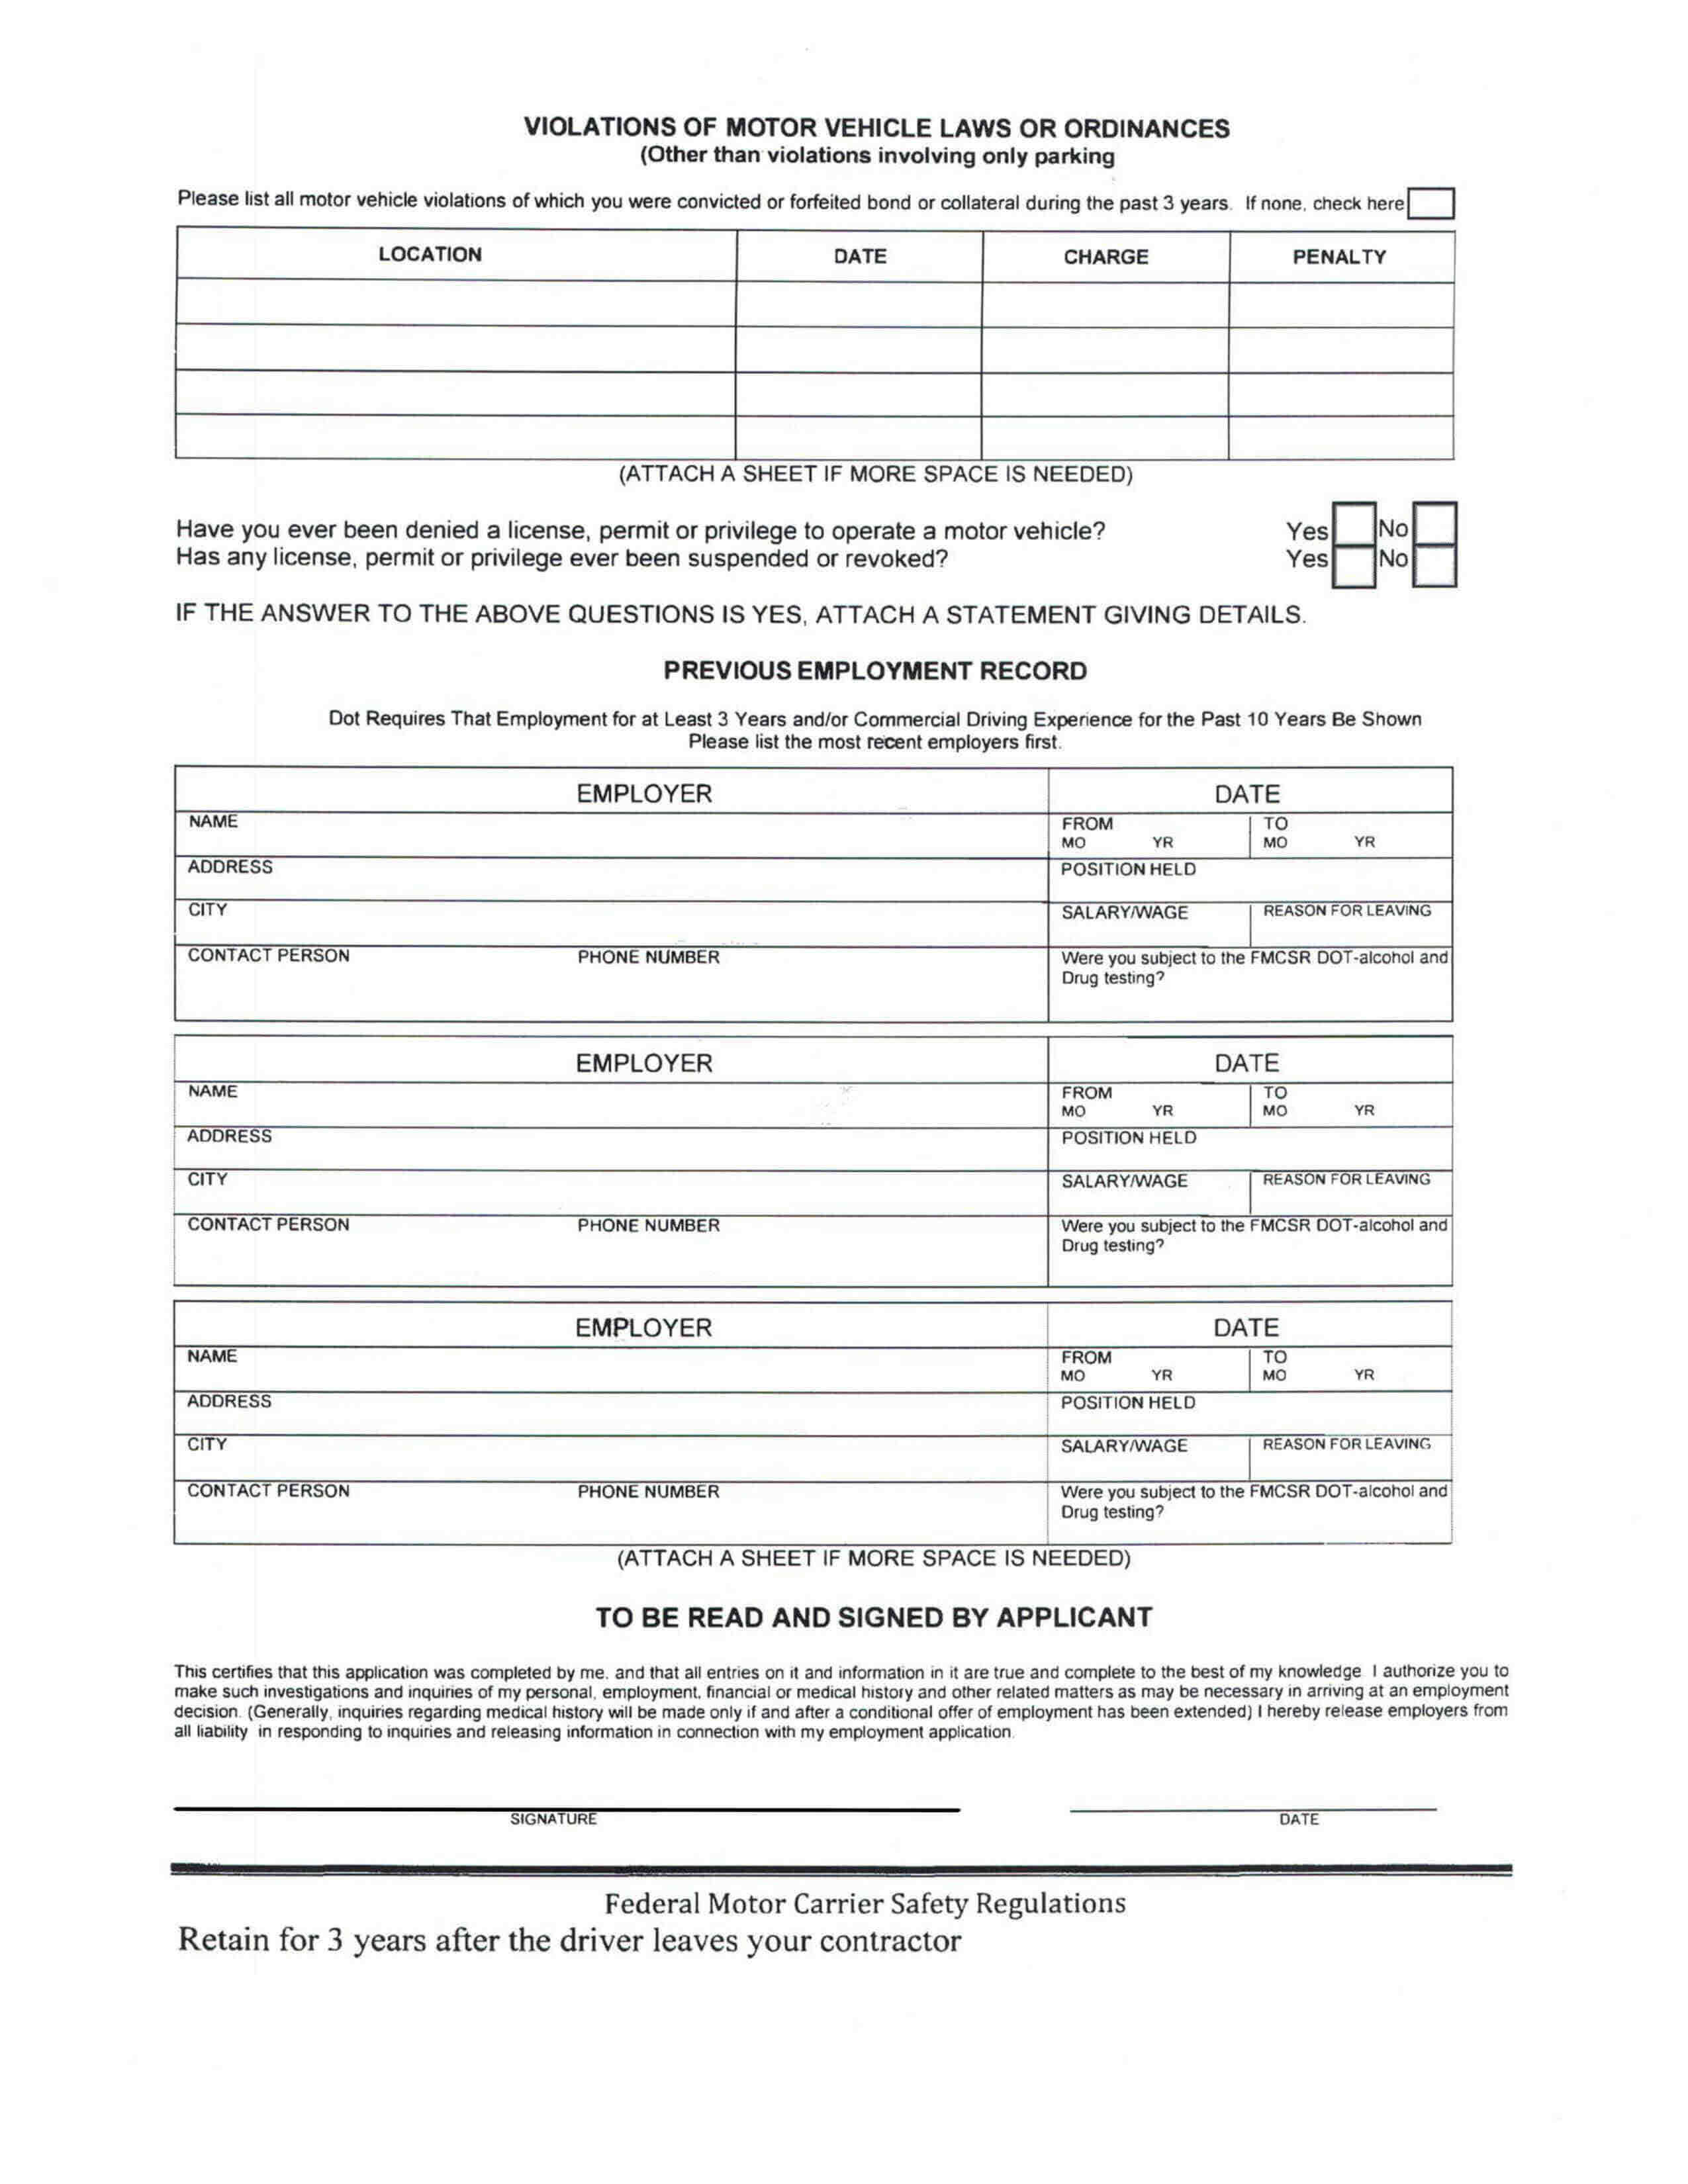 VIOLATIONS OF MOTOR VEHICLE LAWS OR ORDINANCES
(Other than violations involving only parking
Please list all motor vehicle violations of which you were convicted or forfeited bond or collateral during the past 3 years. If none, check here
LOCATION DATE CHARGE PENALTY
(ATTACH A SHEET IF MORE SPACE IS NEEDED)
Have you ever been denied a license, permit or privilege to operate a motor vehicle? Yes No
Has any license, permit or privilege ever been suspended or revoked? Yes No
IF THE ANSWER TO THE ABOVE QUESTIONS IS YES, ATTACH A STATEMENT GIVING DETAILS.
PREVIOUS EMPLOYMENT RECORD
Dot Requires That Employment for at Least 3 Years and/or Commercial Driving Experience for the Past 10 Years Be Shown
Please list the most recent employers first.
EMPLOYER DATE
NAME FROM TO
MO YR MO YR
ADDRESS POSITION HELD
CITY SALARY/WAGE REASON FOR LEAVING
CONTACT PERSON PHONE NUMBER Were you subject to the FMCSR DOT-alcohol and
Drug testing?
EMPLOYER DATE
NAME FROM TO
MO YR MO YR
ADDRESS POSITION HELD
CITY SALARY/WAGE REASON FOR LEAVING
CONTACT PERSON PHONE NUMBER Were you subject to the FMCSR DOT-alcohol and
Drug testing?
EMPLOYER DATE
NAME FROM TO
MO YR MO YR
ADDRESS POSITION HELD
CITY SALARY/WAGE REASON FOR LEAVING
CONTACT PERSON PHONE NUMBER Were you subject to the FMCSR DOT-alcohol and
Drug testing?
(ATTACH A SHEET IF MORE SPACE IS NEEDED)
TO BE READ AND SIGNED BY APPLICANT
This certifies that this application was completed by me, and that all entries on it and information in it are true and complete to the best of my knowledge I authorize you to
make such investigations and inquiries of my personal, employment, financial or medical history and other related matters as may be necessary in arriving at an employment
decision. (Generally, inquiries regarding medical history will be made only if and after a conditional offer of employment has been extended) I hereby release employers from
all liability in responding to inquiries and releasing information in connection with my employment application.
SIGNATURE DATE
Federal Motor Carrier Safety Regulations
Retain for 3 years after the driver leaves your contractor